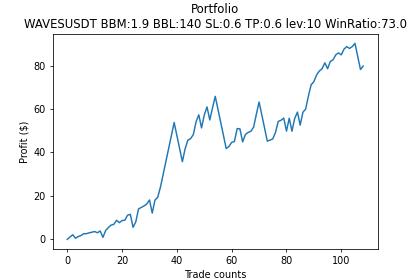 Portfolio
WAVESUSDT BBM:1.9 BBL:140 SL:0.6 TP:0.6 lev:10 WinRatio:73.0
Profit ($)
80
60
40
20
0
0 20 40 60 80 100
Trade counts